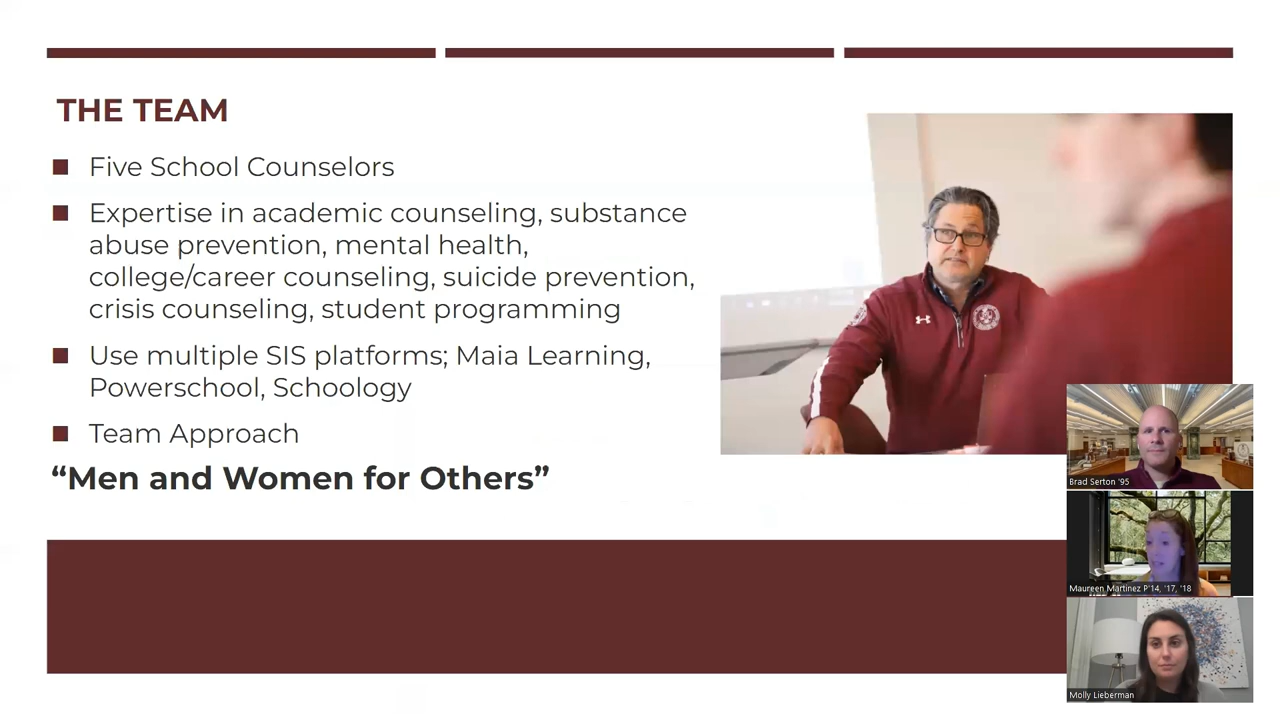 THE TEAM
Five School Counselors
Expertise in academic counseling, substance
abuse prevention, mental health,
college/career counseling, suicide prevention,
crisis counseling, student programming
Use multiple SIS platforms; Maia Learning,
Powerschool, Schoology
Team Approach
“Men and Women for Others”
Brad Serton '95
Maureen Martinez P'14, '17, '18
Molly Lieberman